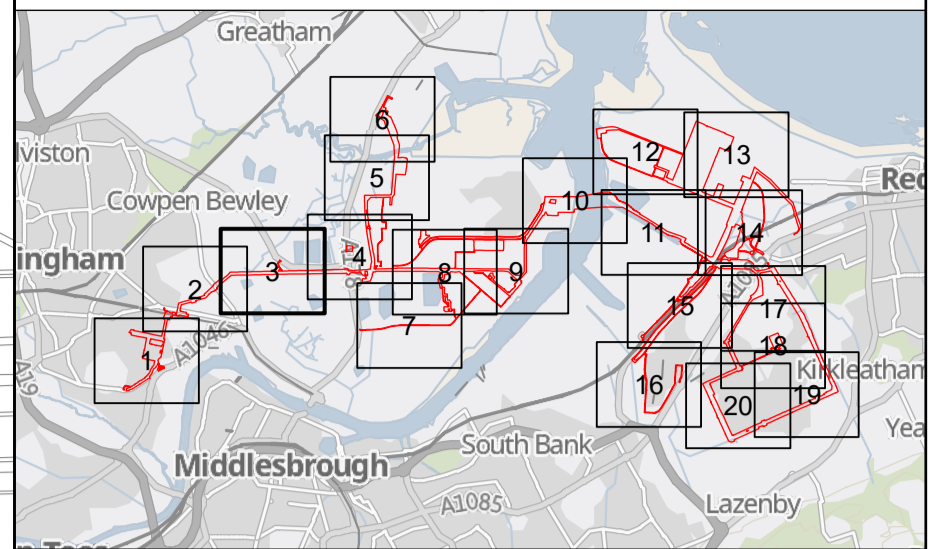 Greatham
lviston
6
12
13
5
Red
Cowpen Bewley
10
11
14
ingham
2
3
4
8
9
A1085
15
17
7
1
A1046
18
Kirkleatham
A19
16
20
19
Yea
South Bank
Middlesbrough
A1085
Lazenby